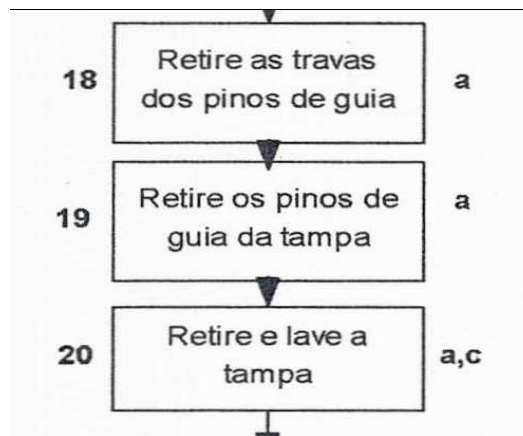 18
Retire as travas
dos pinos de guia
a
19
Retire os pinos de
guia da tampa
a
20
Retire e lave a
tampa
a,c